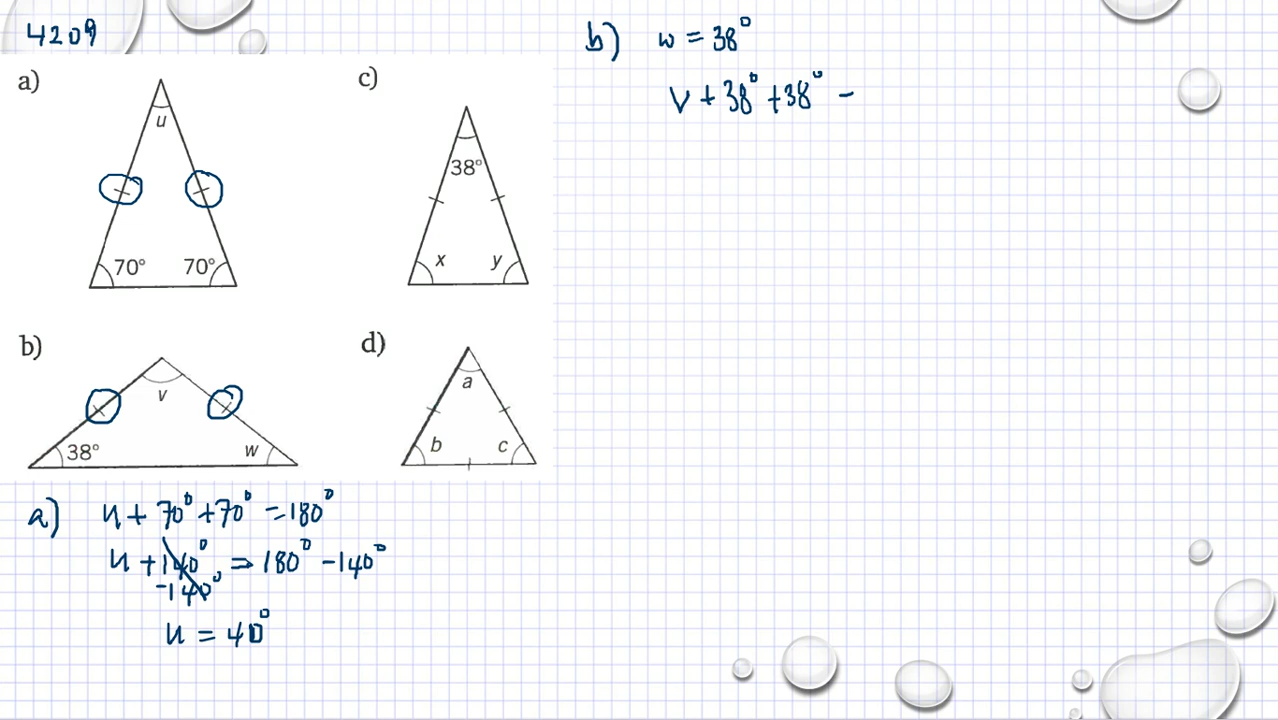 4209
a)
u
70°
70°
c)
38°
x
y
b)
v
38°
w
d)
a
b
c
a) u + 70° + 70° = 180°
u + 140° = 180° - 140°
-140°
u = 40°
b) w = 38°
v + 38° + 38° -